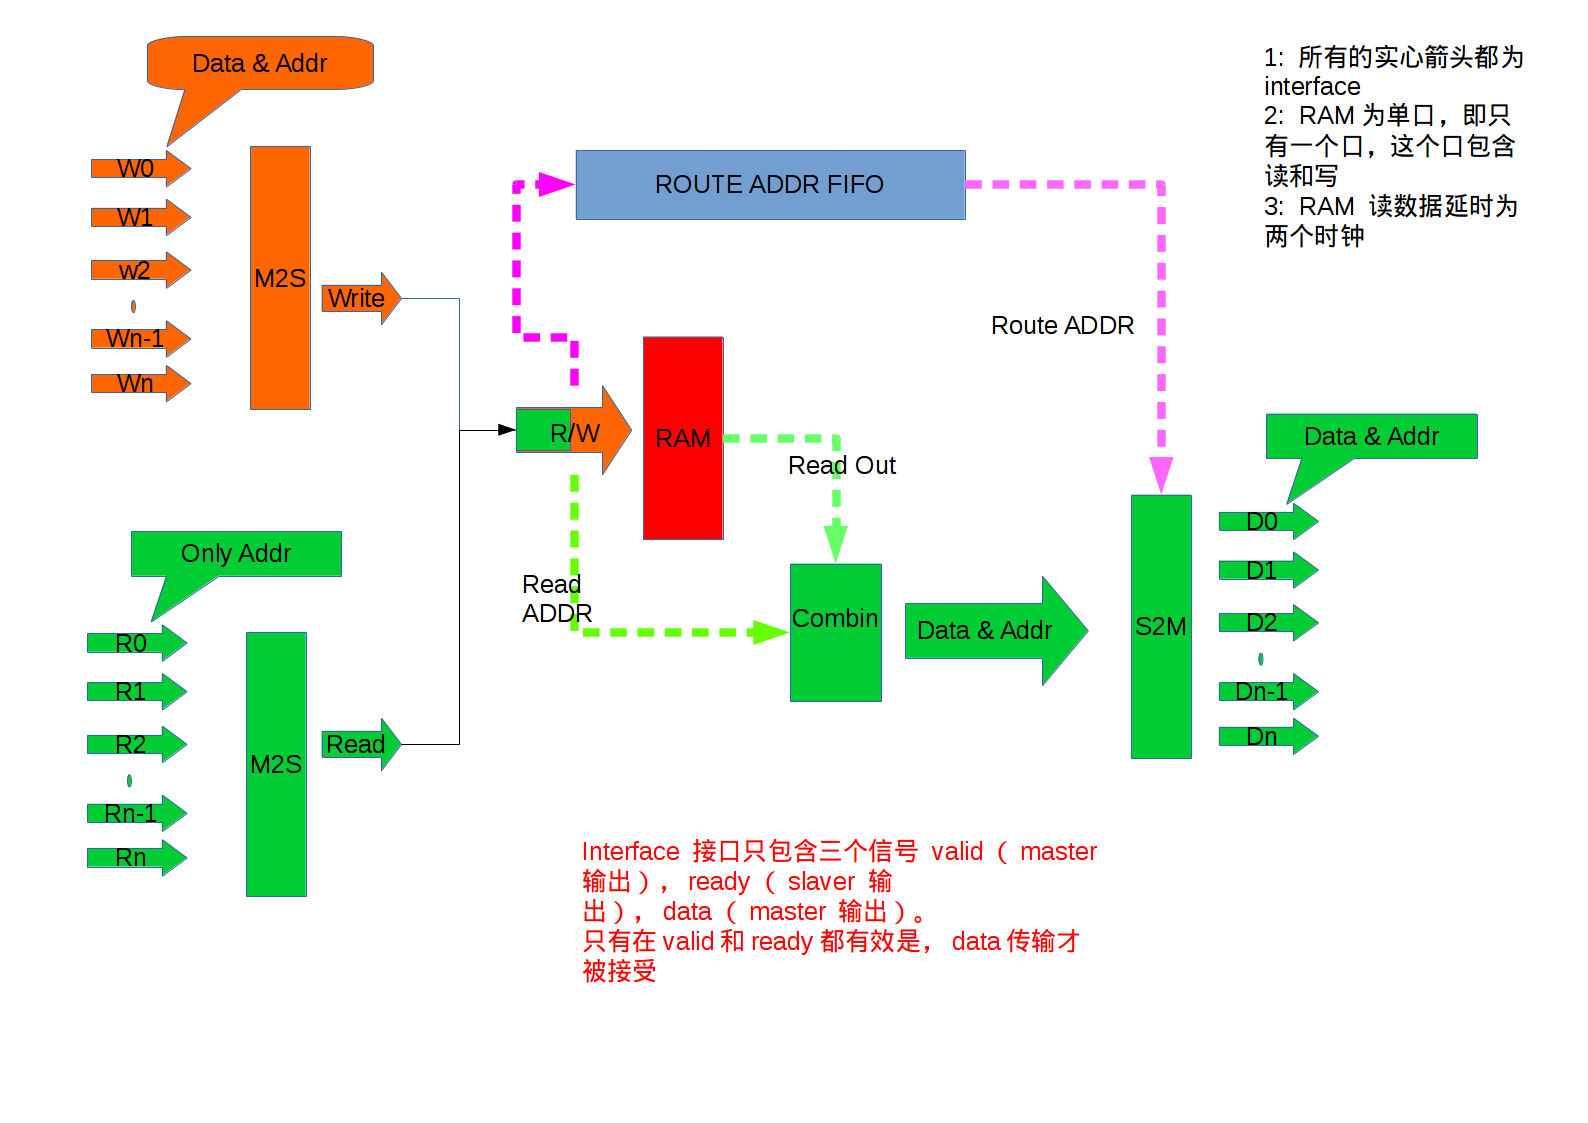 Data & Addr
W0
W1
w2
Wn-1
Wn
M2S
Write
ROUTE ADDR FIFO
1: 所有的实心箭头都为
interface
2: RAM 为单口，即只
有一个口，这个口包含
读和写
3: RAM 读数据延时为
两个时钟
Route ADDR
R/W
RAM
Read Out
Read
ADDR
Combin
Data & Addr
S2M
Data & Addr
D0
D1
D2
Dn-1
Dn
Only Addr
R0
R1
R2
Rn-1
Rn
M2S
Read
Interface 接口只包含三个信号 valid（ master
输出），ready（ slaver 输
出），data（ master 输出）。
只有在 valid 和 ready 都有效是，data 传输才
被接受